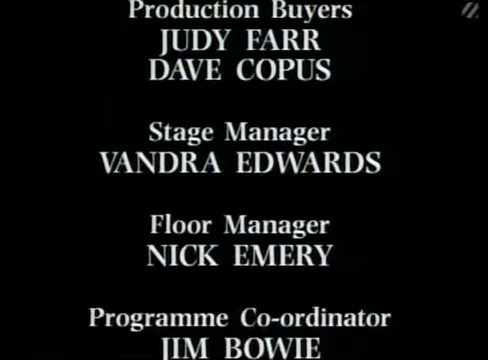 Production Buyers
JUDY FARR
DAVE COPUS
Stage Manager
VANDRA EDWARDS
Floor Manager
NICK EMERY
Programme Co-ordinator
JIM BOWIE